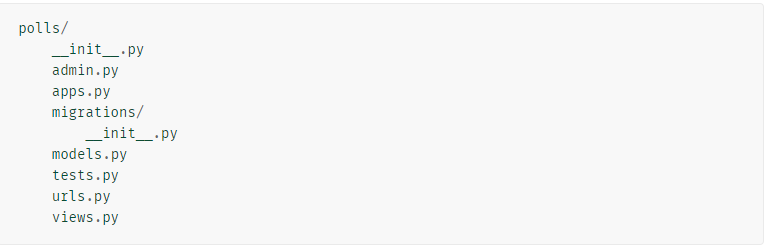 polls/
    __init__.py
    admin.py
    apps.py
    migrations/
        __init__.py
    models.py
    tests.py
    urls.py
    views.py